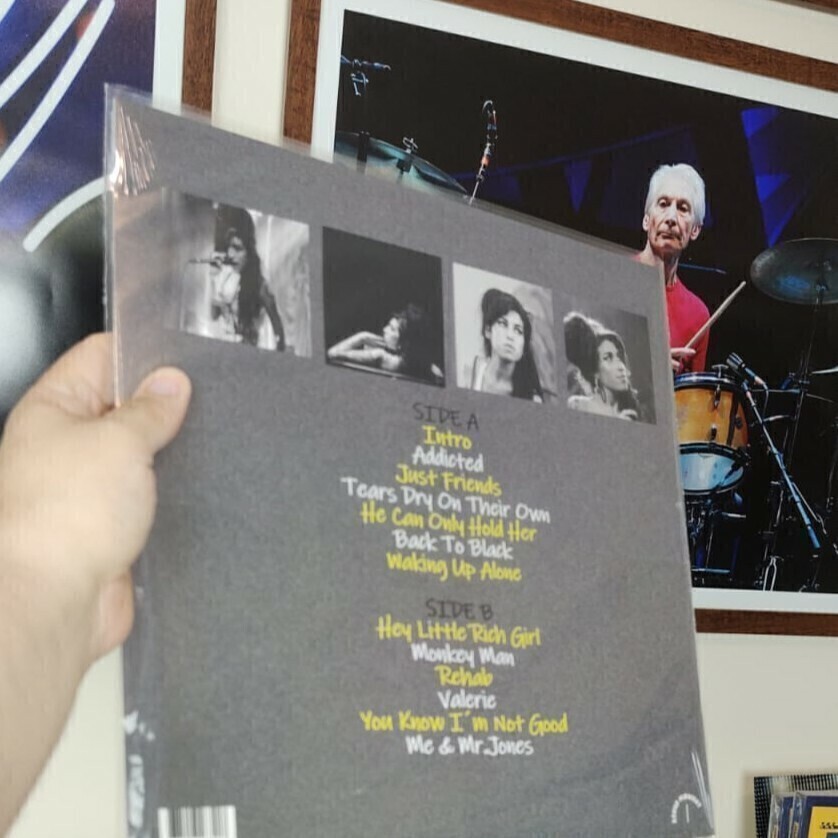 SIDE A
Intro
Addicted
Just Friends
Tears Dry On Their Own
He Can Only Hold Her
Back To Black
Waking Up Alone
SIDE B
Hey Little Rich Girl
Monkey Man
Rehab
Valerie
You Know I´m Not Good
Me & Mr.Jones